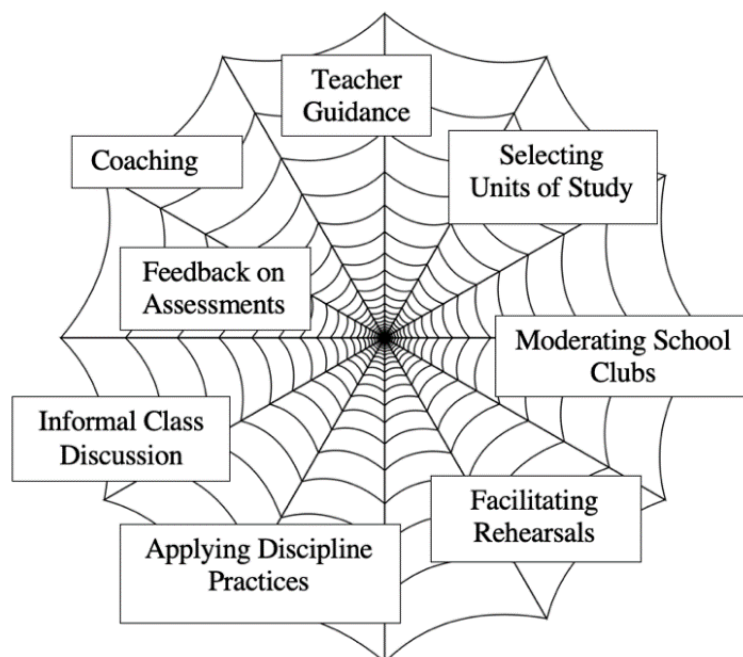 Teacher
Guidance
Coaching
Selecting
Units of Study
Feedback on
Assessments
Moderating School
Clubs
Informal Class
Discussion
Facilitating
Rehearsals
Applying Discipline
Practices